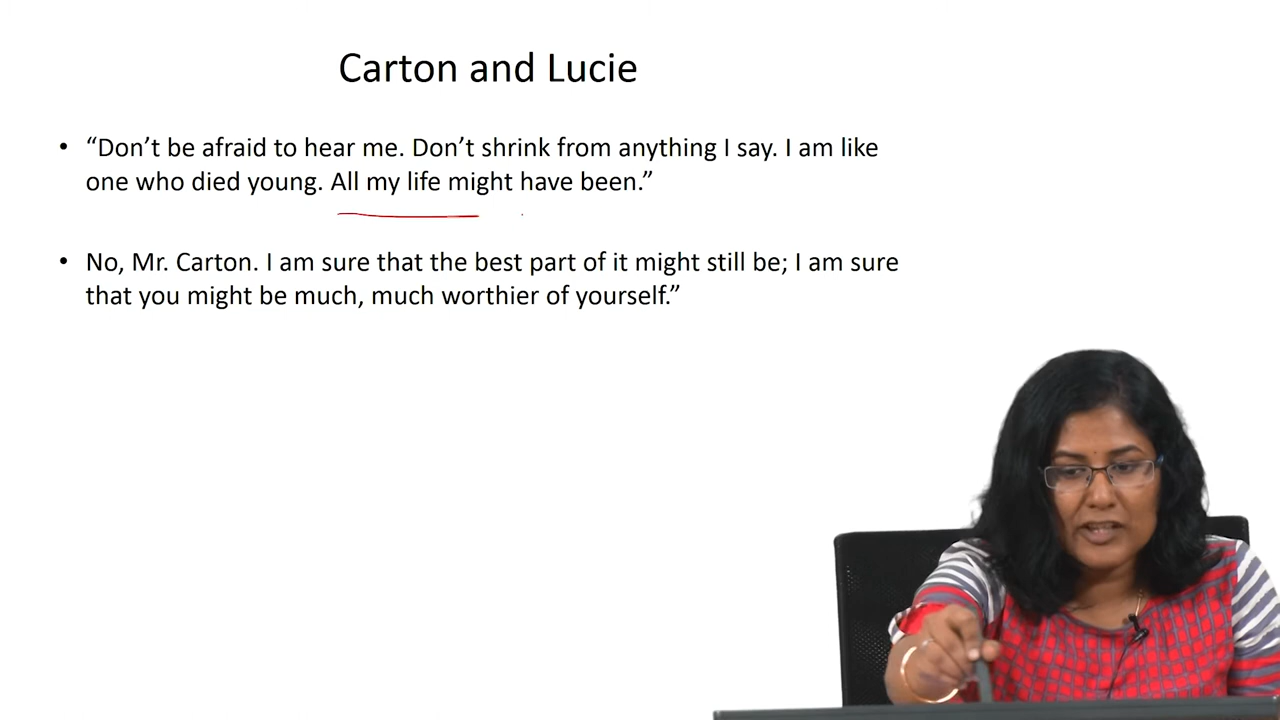 Carton and Lucie
• “Don’t be afraid to hear me. Don’t shrink from anything I say. I am like
one who died young. All my life might have been.”
• No, Mr. Carton. I am sure that the best part of it might still be; I am sure
that you might be much, much worthier of yourself.”